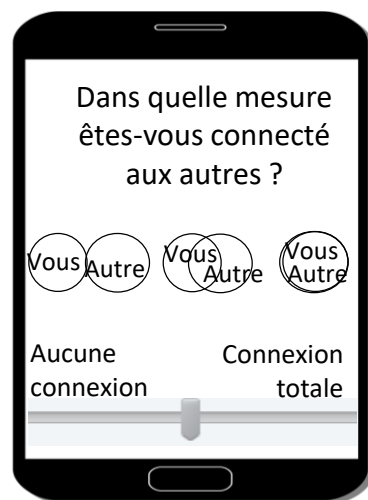 Dans quelle mesure
êtes-vous connecté
aux autres ?
Vous Autre Vous Autre Vous Autre
Aucune connexion
Connexion totale